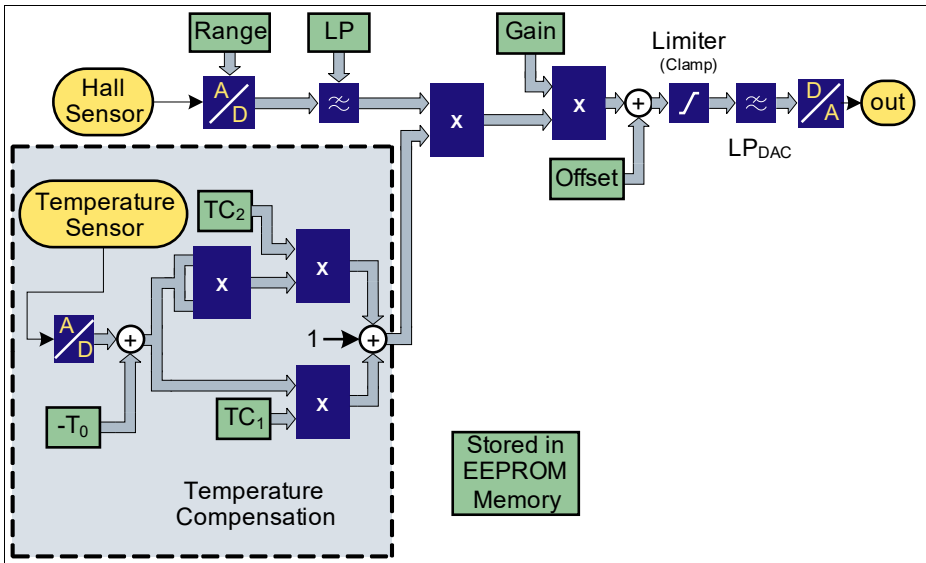 Range
LP
Gain
Limiter
(Clamp)
Hall
Sensor
A
D
≈
x
x
+
≈
D
A
out
LP_DAC
Offset
Temperature
Sensor
TC₂
x
x
A
D
+
1
+
-T₀
TC₁
x
Temperature
Compensation
Stored in
EEPROM
Memory